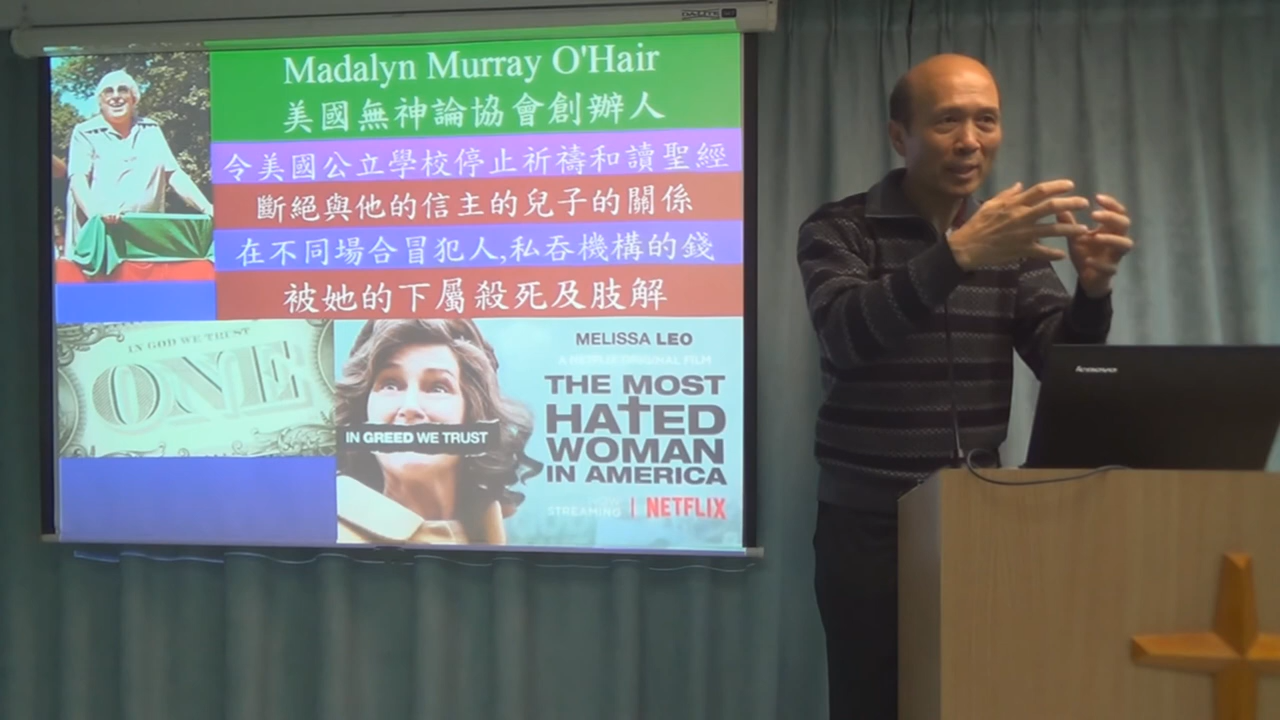 Madalyn Murray O'Hair
美國無神論協會創辦人
令美國公立學校停止祈禱和讀聖經
斷絕與他的信主的兒子的關係
在不同場合冒犯人,私吞機構的錢
被她的下屬殺死及肢解
IN GOD WE TRUST
ONE
IN GREED WE TRUST
MELISSA LEO
A NETFLIX ORIGINAL FILM
THE MOST
HATED
WOMAN
IN AMERICA
STREAMING | NETFLIX
lenovo